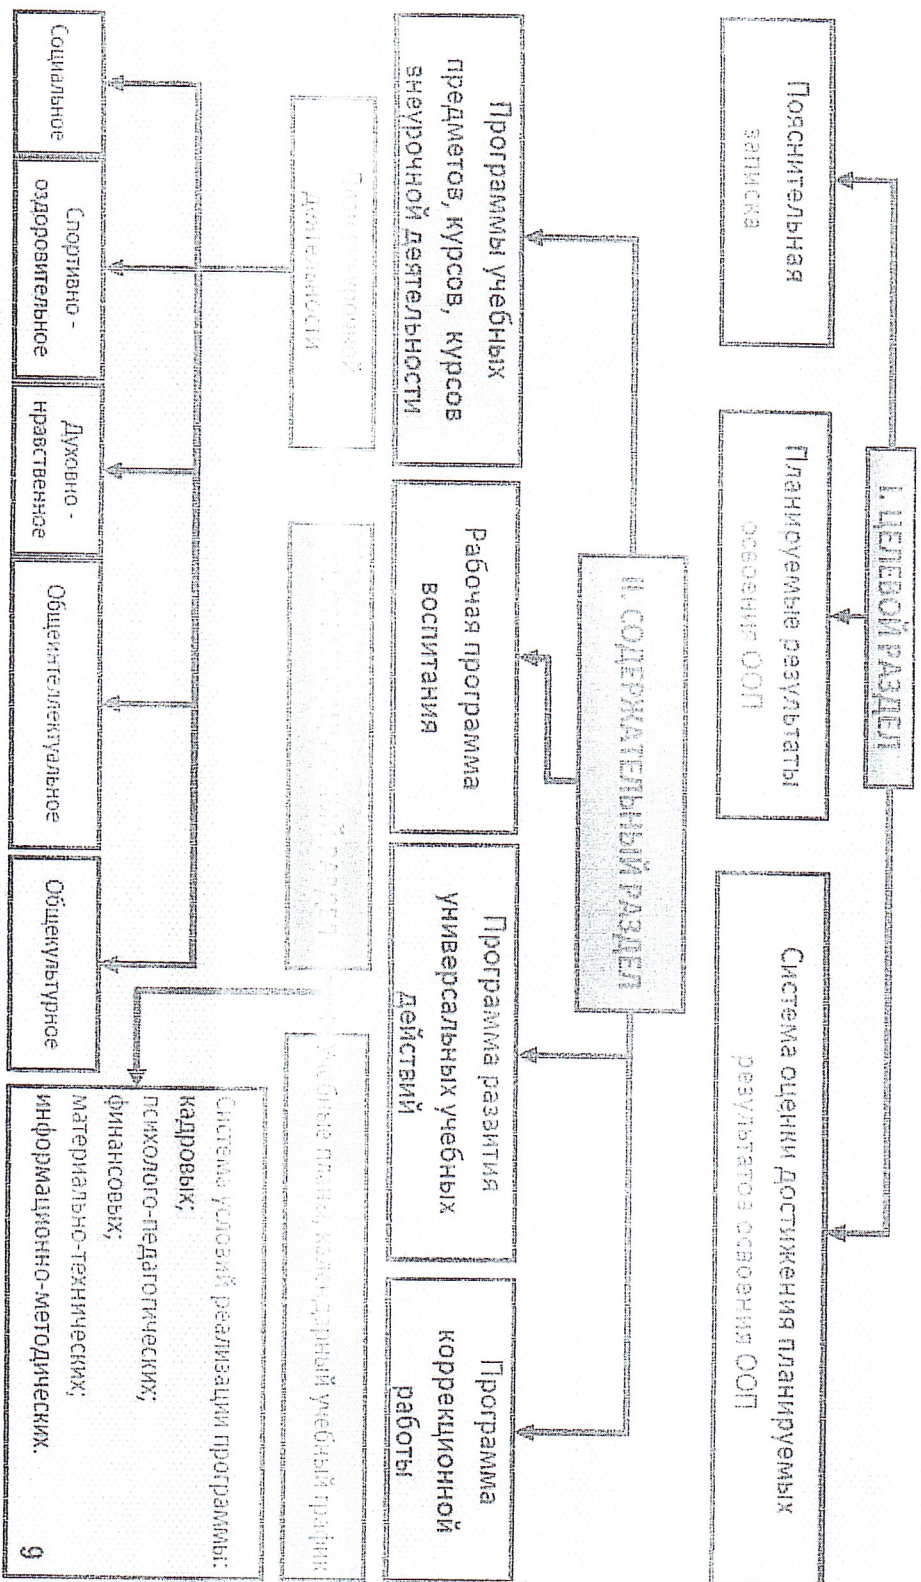 I. ЦЕЛЕВОЙ РАЗДЕЛ
Пояснительная
записка
Планируемые результаты
освоения ООП
Система оценки достижения планируемых
результатов освоения ООП
II. СОДЕРЖАТЕЛЬНЫЙ РАЗДЕЛ
Программы учебных
предметов, курсов, курсов
внеурочной деятельности
Рабочая программа
воспитания
Программа развития
универсальных учебных
действий
Программа
коррекционной
работы
деятельности
календарный учебный график
Социальное
Спортивно -
оздоровительное
Духовно -
нравственное
Общеинтеллектуальное
Общекультурное
Система условий реализации программы:
кадровых;
психолого-педагогических;
финансовых;
материально-технических;
информационно-методических.
9